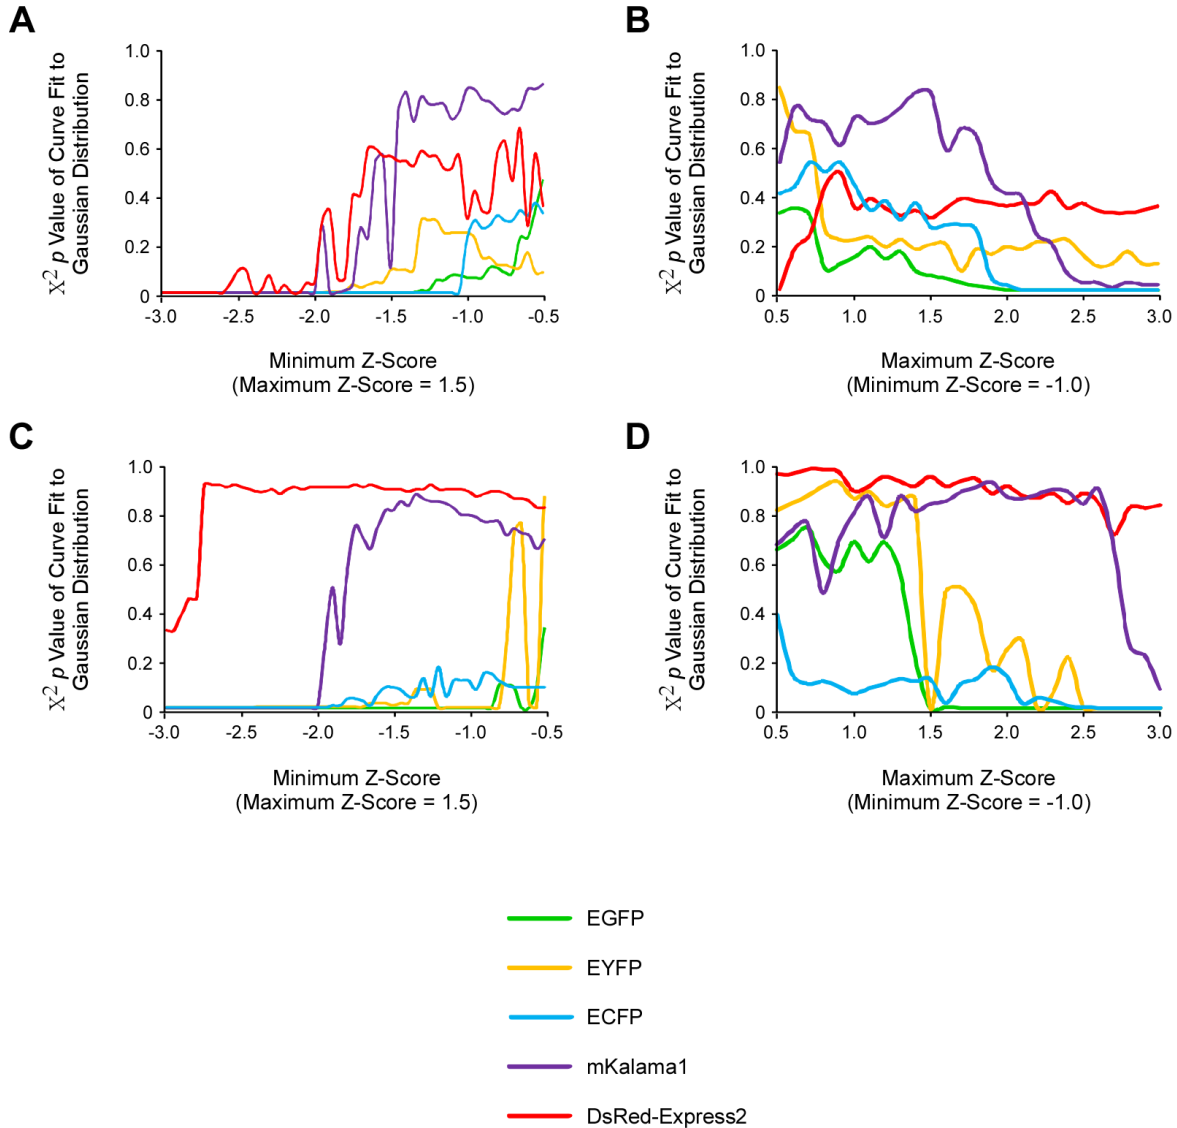 A
Χ² p Value of Curve Fit to
Gaussian Distribution
1.0
0.8
0.6
0.4
0.2
0
-3.0 -2.5 -2.0 -1.5 -1.0 -0.5
Minimum Z-Score
(Maximum Z-Score = 1.5)
B
Χ² p Value of Curve Fit to
Gaussian Distribution
1.0
0.8
0.6
0.4
0.2
0
0.5 1.0 1.5 2.0 2.5 3.0
Maximum Z-Score
(Minimum Z-Score = -1.0)
C
Χ² p Value of Curve Fit to
Gaussian Distribution
1.0
0.8
0.6
0.4
0.2
0
-3.0 -2.5 -2.0 -1.5 -1.0 -0.5
Minimum Z-Score
(Maximum Z-Score = 1.5)
D
Χ² p Value of Curve Fit to
Gaussian Distribution
1.0
0.8
0.6
0.4
0.2
0
0.5 1.0 1.5 2.0 2.5 3.0
Maximum Z-Score
(Minimum Z-Score = -1.0)
EGFP
EYFP
ECFP
mKalama1
DsRed-Express2